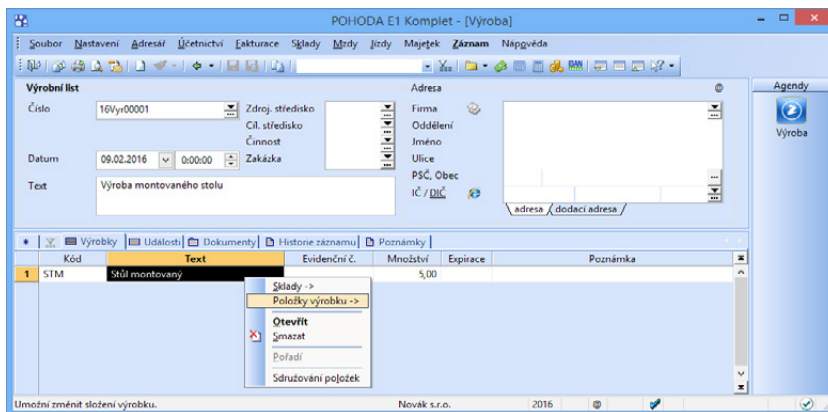 POHODA E1 Komplet - [Výroba]
Soubor Nastavení Adresář Účetnictví Fakturace Sklady Mzdy Jízdy Majetek Záznam Nápověda
Výrobní list Adresa @ Agendy
Číslo 16Vyr00001 Zdroj. středisko Firma
Cíl. středisko Oddělení
Činnost Jméno Výroba
Datum 09.02.2016 0:00:00 Zakázka Ulice
PSČ, Obec
Text Výroba montovaného stolu IČ / DIČ
adresa dodací adresa
Výrobky Události Dokumenty Historie záznamu Poznámky
Kód Text Evidenční č. Množství Expirace Poznámka
1 STM Stůl montovaný 5,00
Sklady ->
Položky výrobku ->
Otevřít
Smazat
Pořadí
Sdružování položek
Umožní změnit složení výrobku. Novák s.r.o. 2016 @